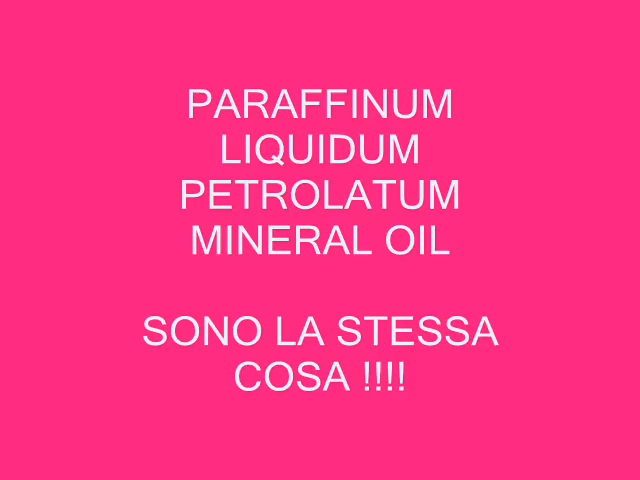 PARAFFINUM
LIQUIDUM
PETROLATUM
MINERAL OIL
SONO LA STESSA
COSA !!!!